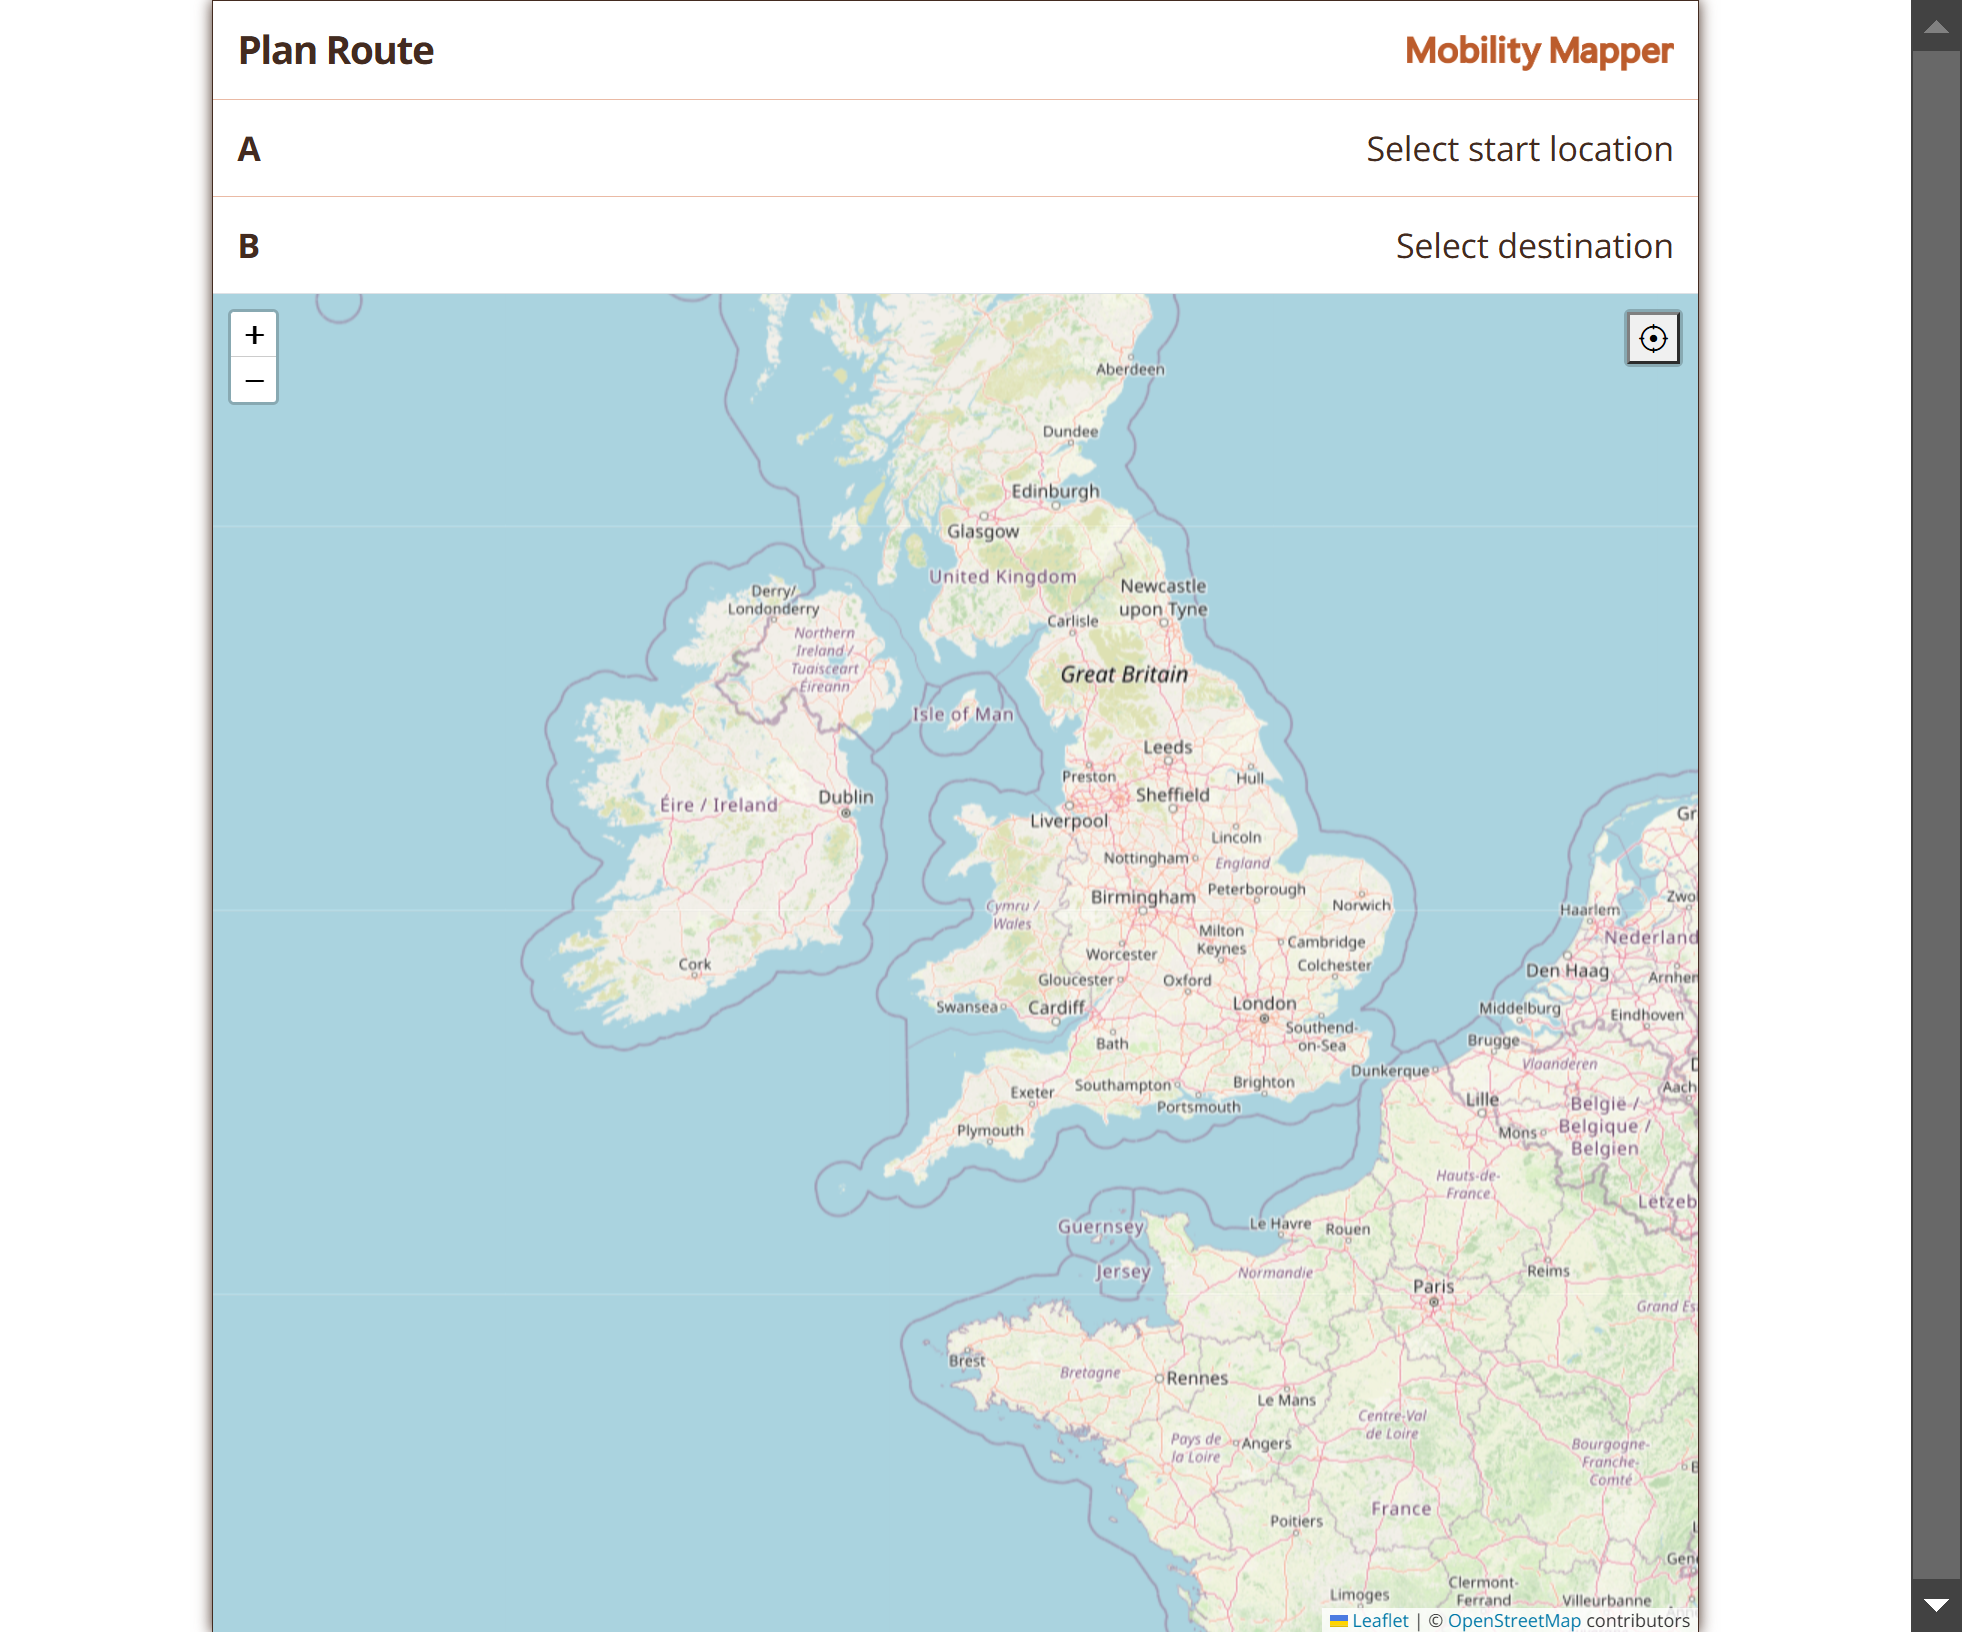 Plan Route
Mobility Mapper
A
Select start location
B
Select destination
+
−
Aberdeen
Dundee
Edinburgh
Glasgow
United Kingdom
Newcastle
upon Tyne
Derry/
Londonderry
Carlisle
Northern
Ireland /
Tuaisceart
Éireann
Great Britain
Isle of Man
Leeds
Preston
Hull
Sheffield
Éire / Ireland
Dublin
Liverpool
Gr
Lincoln
Nottingham
England
Peterborough
Birmingham
Norwich
Zwo
Haarlem
Cymru /
Wales
Milton
Keynes
Cambridge
Nederland
Worcester
Cork
Colchester
Den Haag
Arnhem
Gloucester
Oxford
Swansea
Cardiff
London
Middelburg
Eindhoven
Southend-
on-Sea
Bath
Brugge
Vlaanderen
Dunkerque
Aach
Exeter
Southampton
Brighton
Portsmouth
Lille
België /
Belgique /
Belgien
Mons
Plymouth
Hauts-de-
France
Letzeb
Guernsey
Le Havre
Rouen
Jersey
Normandie
Reims
Paris
Grand Es
Brest
Bretagne
Rennes
Le Mans
Centre-Val
de Loire
Pays de
la Loire
Angers
Bourgogne-
Franche-
Comté
France
Poitiers
Gen
Limoges
Clermont-
Ferrand
Villeurbanne
Leaflet | © OpenStreetMap contributors